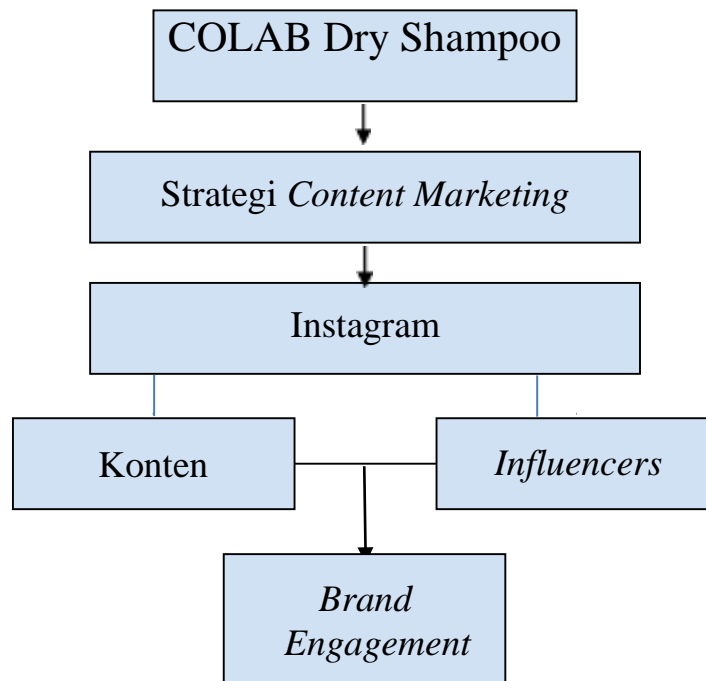 COLAB Dry Shampoo
Strategi Content Marketing
Instagram
Konten
Influencers
Brand
Engagement